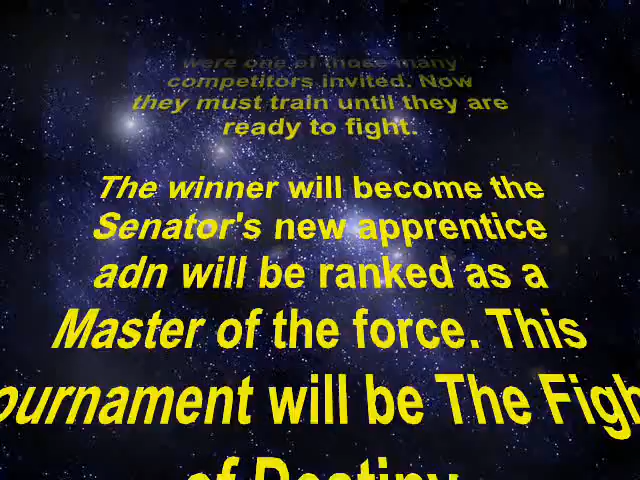 were one of those many
competitors invited. Now
they must train until they are
ready to fight.
The winner will become the
Senator's new apprentice
adn will be ranked as a
Master of the force. This
ournament will be The Figh
of Destiny